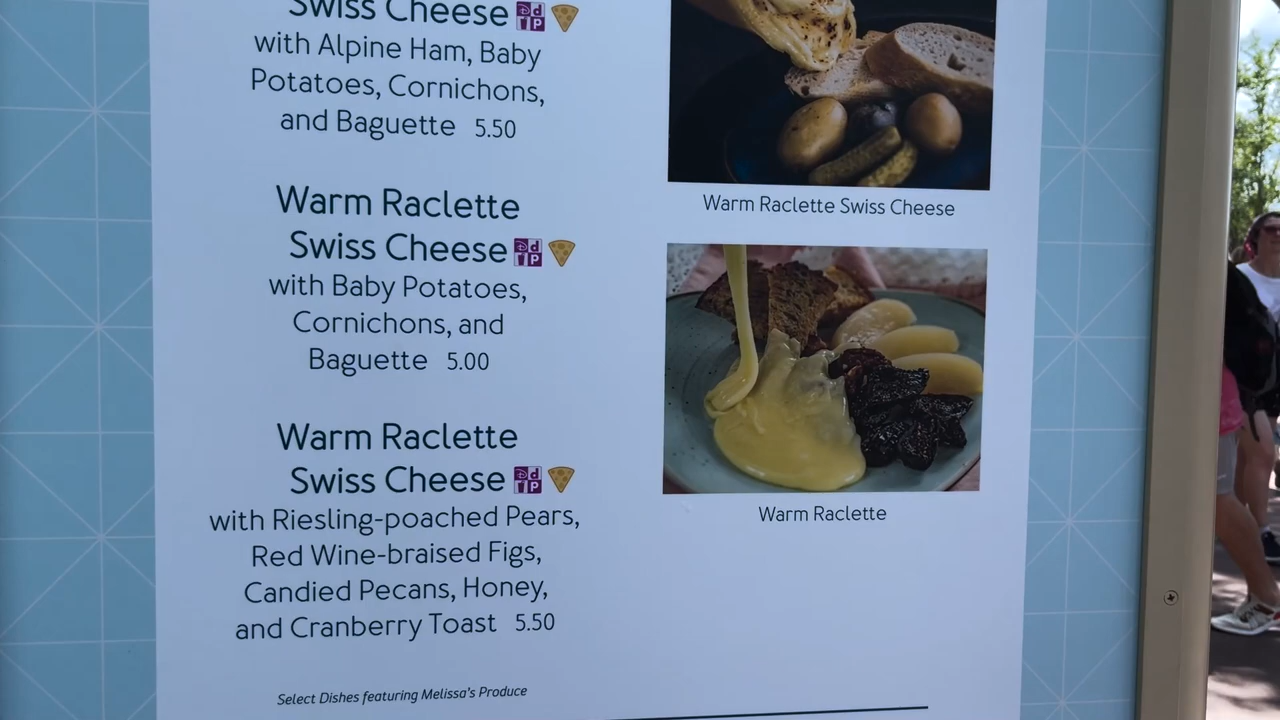 Swiss Cheese
with Alpine Ham, Baby
Potatoes, Cornichons,
and Baguette 5.50
Warm Raclette
Swiss Cheese
with Baby Potatoes,
Cornichons, and
Baguette 5.00
Warm Raclette
Swiss Cheese
with Riesling-poached Pears,
Red Wine-braised Figs,
Candied Pecans, Honey,
and Cranberry Toast 5.50
Select Dishes featuring Melissa's Produce
Warm Raclette Swiss Cheese
Warm Raclette